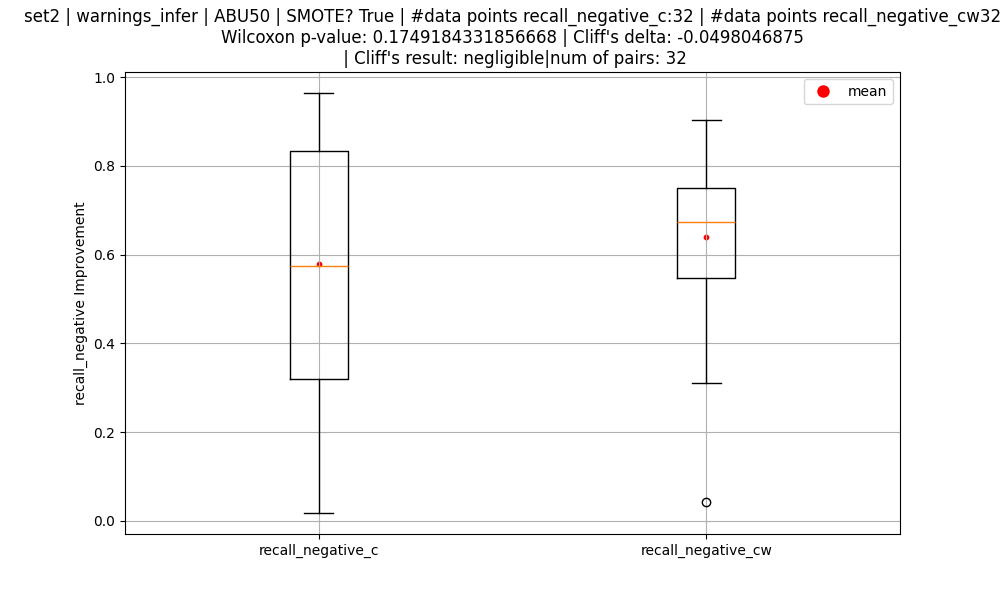 set2 | warnings_infer | ABU50 | SMOTE? True | #data points recall_negative_c:32 | #data points recall_negative_cw32
Wilcoxon p-value: 0.1749184331856668 | Cliff's delta: -0.0498046875
| Cliff's result: negligible|num of pairs: 32
mean
1.0
0.8
0.6
0.4
0.2
0.0
recall_negative Improvement
recall_negative_c
recall_negative_cw